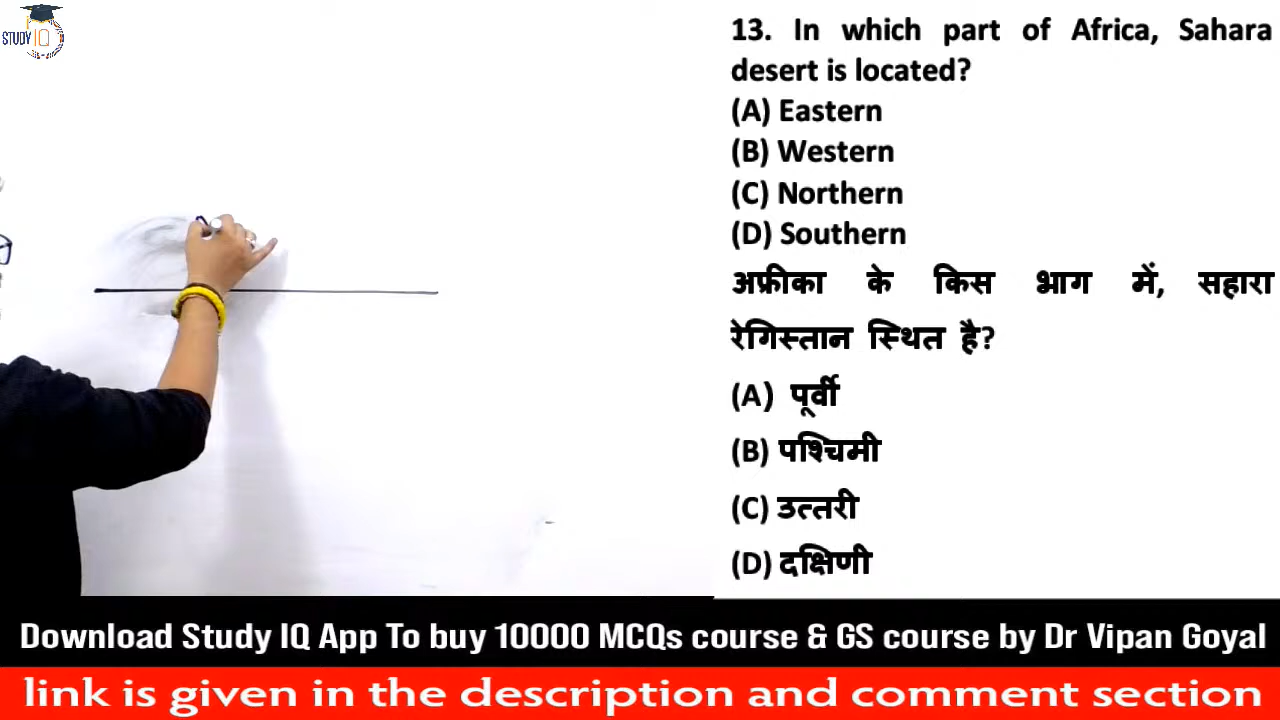 STUDY IQ
13. In which part of Africa, Sahara
desert is located?
(A) Eastern
(B) Western
(C) Northern
(D) Southern
अफ्रीका के किस भाग में, सहारा
रेगिस्तान स्थित है?
(A) पूर्वी
(B) पश्चिमी
(C) उत्तरी
(D) दक्षिणी
Download Study IQ App To buy 10000 MCQs course & GS course by Dr Vipan Goyal
link is given in the description and comment section